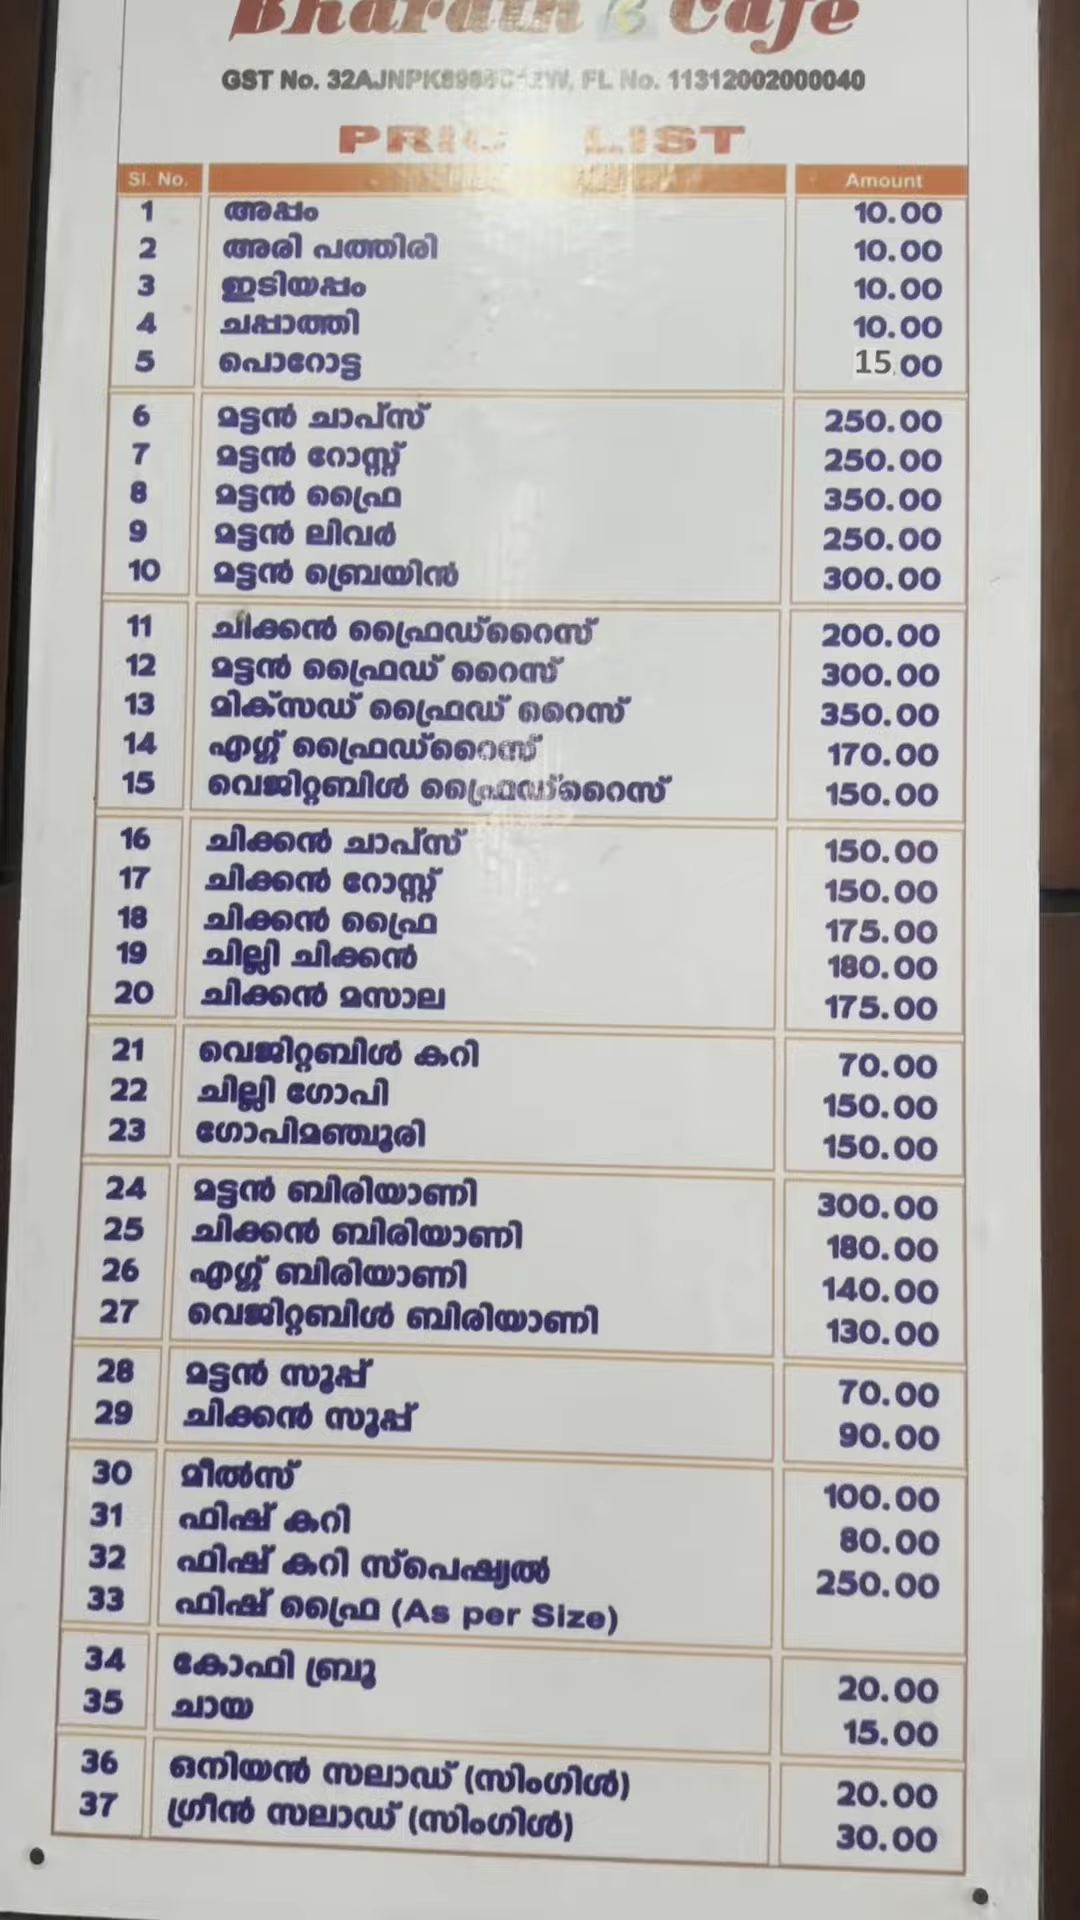 Bharath Cafe
GST No. FL No. 11312002000040
PRICE LIST
Sl. No. Amount
1 അപ്പം 10.00
2 അരി പത്തിരി 10.00
3 ഇടിയപ്പം 10.00
4 ചപ്പാത്തി 10.00
5 പൊറോട്ട 15.00
6 മട്ടൻ ചാപ്സ് 250.00
7 മട്ടൻ റോസ്റ്റ് 250.00
8 മട്ടൻ ഫ്രൈ 350.00
9 മട്ടൻ ലിവർ 250.00
10 മട്ടൻ ബ്രെയിൻ 300.00
11 ചിക്കൻ ഫ്രൈഡ്റൈസ് 200.00
12 മട്ടൻ ഫ്രൈഡ് റൈസ് 300.00
13 മിക്സഡ് ഫ്രൈഡ് റൈസ് 350.00
14 എഗ്ഗ് ഫ്രൈഡ്റൈസ് 170.00
15 വെജിറ്റബിൾ ഫ്രൈഡ്റൈസ് 150.00
16 ചിക്കൻ ചാപ്സ് 150.00
17 ചിക്കൻ റോസ്റ്റ് 150.00
18 ചിക്കൻ ഫ്രൈ 175.00
19 ചില്ലി ചിക്കൻ 180.00
20 ചിക്കൻ മസാല 175.00
21 വെജിറ്റബിൾ കറി 70.00
22 ചില്ലി ഗോപി 150.00
23 ഗോപിമഞ്ചൂരി 150.00
24 മട്ടൻ ബിരിയാണി 300.00
25 ചിക്കൻ ബിരിയാണി 180.00
26 എഗ്ഗ് ബിരിയാണി 140.00
27 വെജിറ്റബിൾ ബിരിയാണി 130.00
28 മട്ടൻ സൂപ്പ് 70.00
29 ചിക്കൻ സൂപ്പ് 90.00
30 മീൽസ് 100.00
31 ഫിഷ് കറി 80.00
32 ഫിഷ് കറി സ്പെഷ്യൽ 250.00
33 ഫിഷ് ഫ്രൈ (As per Size)
34 കോഫി ബ്രൂ 20.00
35 ചായ 15.00
36 ഒനിയൻ സലാഡ് (സിംഗിൾ) 20.00
37 ഗ്രീൻ സലാഡ് (സിംഗിൾ) 30.00